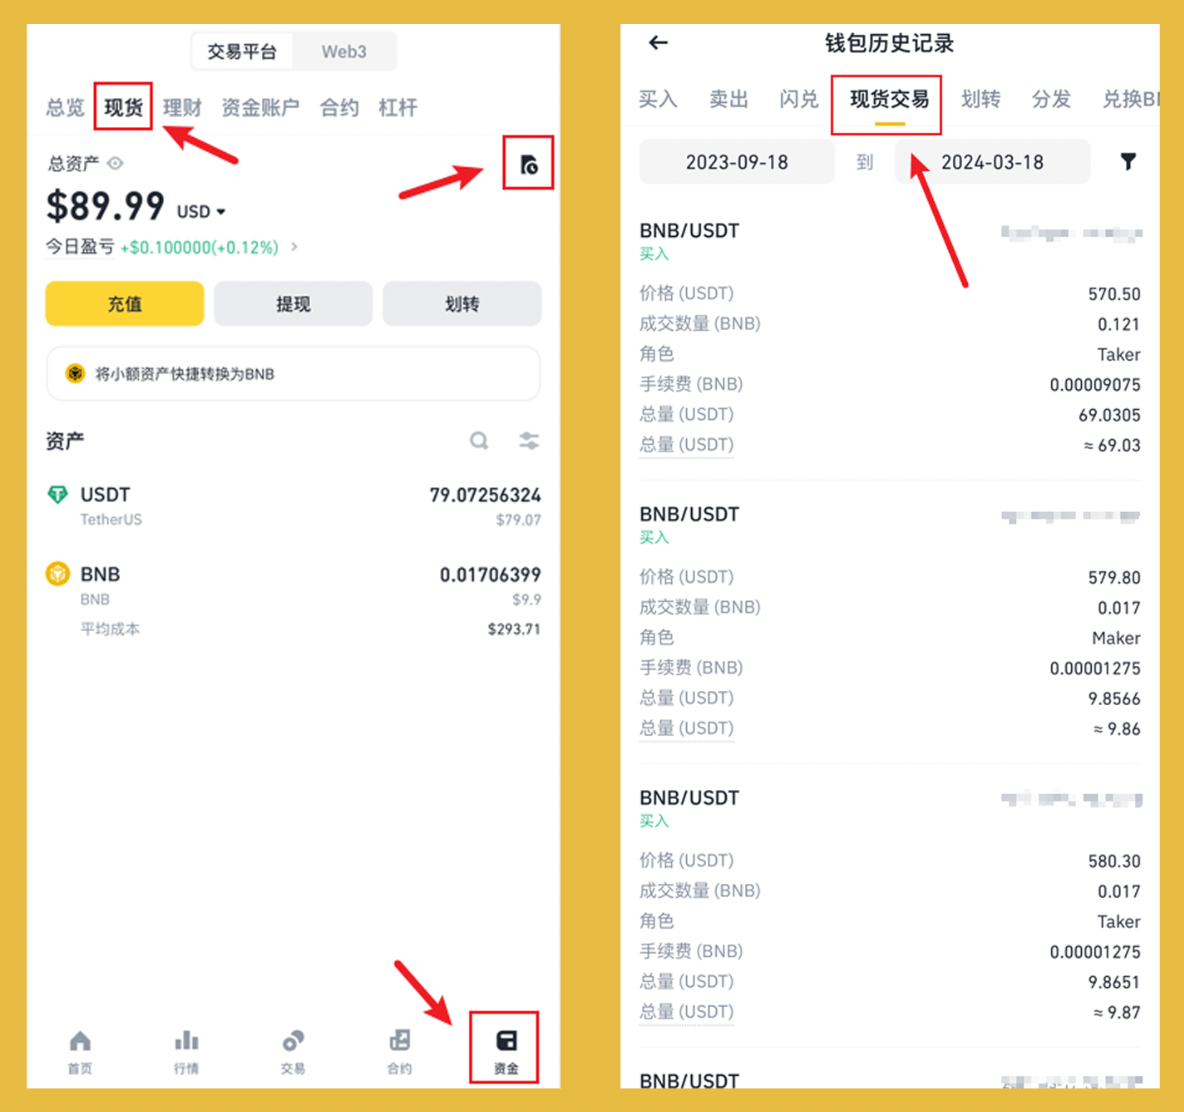 交易平台 Web3
总览 现货 理财 资金账户 合约 杠杆
总资产
$89.99 USD
今日盈亏 +$0.100000(+0.12%)
充值 提现 划转
将小额资产快捷转换为BNB
资产
USDT 79.07256324
TetherUS $79.07
BNB 0.01706399
BNB $9.9
平均成本 $293.71
首页 行情 交易 合约 资金
钱包历史记录
买入 卖出 闪兑 现货交易 划转 分发 兑换BN
2023-09-18 到 2024-03-18
BNB/USDT
买入
价格 (USDT) 570.50
成交数量 (BNB) 0.121
角色 Taker
手续费 (BNB) 0.00009075
总量 (USDT) 69.0305
总量 (USDT) ≈ 69.03
BNB/USDT
买入
价格 (USDT) 579.80
成交数量 (BNB) 0.017
角色 Maker
手续费 (BNB) 0.00001275
总量 (USDT) 9.8566
总量 (USDT) ≈ 9.86
BNB/USDT
买入
价格 (USDT) 580.30
成交数量 (BNB) 0.017
角色 Taker
手续费 (BNB) 0.00001275
总量 (USDT) 9.8651
总量 (USDT) ≈ 9.87
BNB/USDT